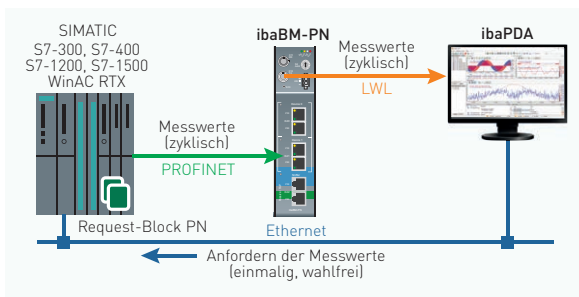 SIMATIC
S7-300, S7-400
S7-1200, S7-1500
WinAC RTX
ibaBM-PN
Messwerte
(zyklisch)
LWL
ibaPDA
Messwerte
(zyklisch)
PROFINET
Request-Block PN
Ethernet
Anfordern der Messwerte
(einmalig, wahlfrei)